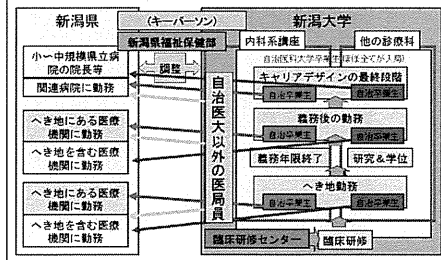 新潟県
(キーパーソン)
新潟県福祉保健部
新潟大学
内科系講座
他の診療科
小~中規模県立病
院の院長等
関連病院に勤務
調整
キャリアデザインの最終段階
自治卒業生
自治卒業生
へき地にある医療
機関に勤務
へき地を含む医療
機関に勤務
自治医大以外の医局員
義務後の勤務
自治卒業生
自治卒業生
義務年限終了
研究&学位
へき地にある医療
機関に勤務
へき地を含む医療
機関に勤務
へき地勤務
自治卒業生
自治卒業生
臨床研修センター
臨床研修